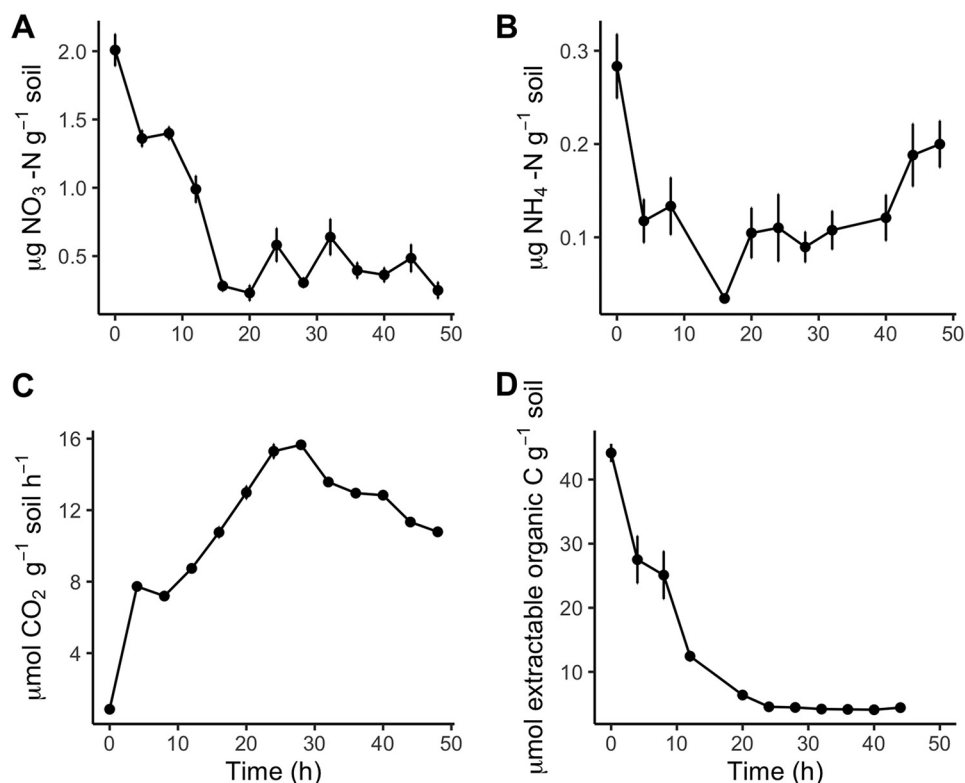 A
B
µg NO₃ -N g⁻¹ soil
2.0
1.5
1.0
0.5
0 10 20 30 40 50
µg NH₄ -N g⁻¹ soil
0.3
0.2
0.1
0 10 20 30 40 50
C
D
µmol CO₂ g⁻¹ soil h⁻¹
16
12
8
4
0 10 20 30 40 50
Time (h)
µmol extractable organic C g⁻¹ soil
40
30
20
10
0 10 20 30 40 50
Time (h)